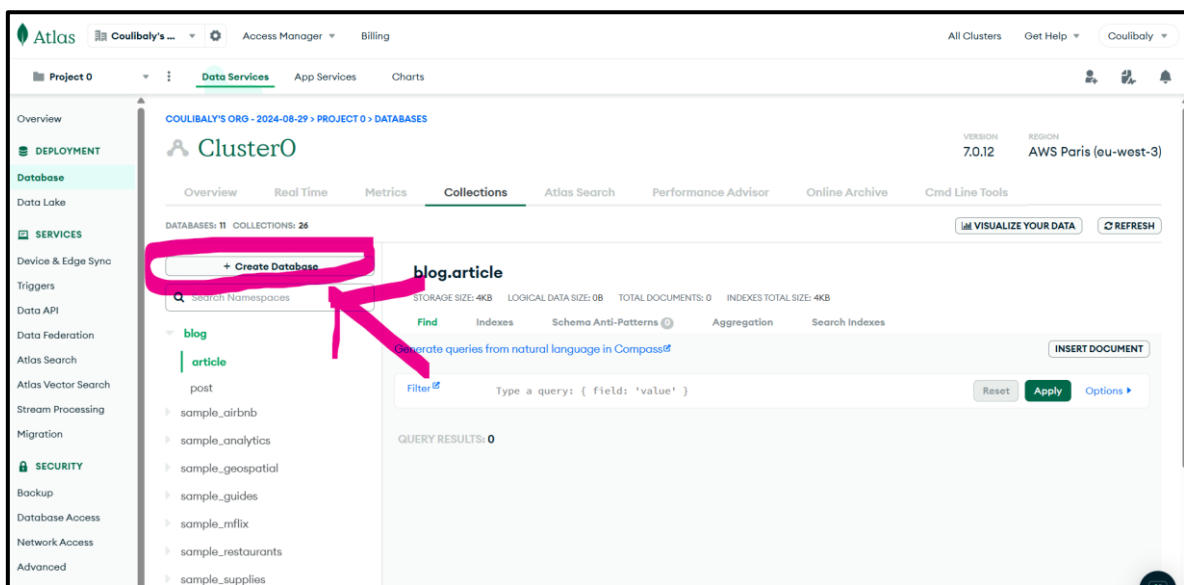 Atlas
Coulibaly's ...
Access Manager
Billing
All Clusters
Get Help
Coulibaly
Project 0
Data Services
App Services
Charts
Overview
DEPLOYMENT
Database
Data Lake
SERVICES
Device & Edge Sync
Triggers
Data API
Data Federation
Atlas Search
Atlas Vector Search
Stream Processing
Migration
SECURITY
Backup
Database Access
Network Access
Advanced
COULIBALY'S ORG - 2024-08-29 > PROJECT 0 > DATABASES
Cluster0
VERSION
7.0.12
REGION
AWS Paris (eu-west-3)
Overview
Real Time
Metrics
Collections
Atlas Search
Performance Advisor
Online Archive
Cmd Line Tools
DATABASES: 11 COLLECTIONS: 26
VISUALIZE YOUR DATA
REFRESH
+ Create Database
Search Namespaces
blog
article
post
sample_airbnb
sample_analytics
sample_geospatial
sample_guides
sample_mflix
sample_restaurants
sample_supplies
blog.article
STORAGE SIZE: 4KB LOGICAL DATA SIZE: 0B TOTAL DOCUMENTS: 0 INDEXES TOTAL SIZE: 4KB
Find
Indexes
Schema Anti-Patterns 0
Aggregation
Search Indexes
Generate queries from natural language in Compass
INSERT DOCUMENT
Filter
Type a query: { field: 'value' }
Reset
Apply
Options
QUERY RESULTS: 0